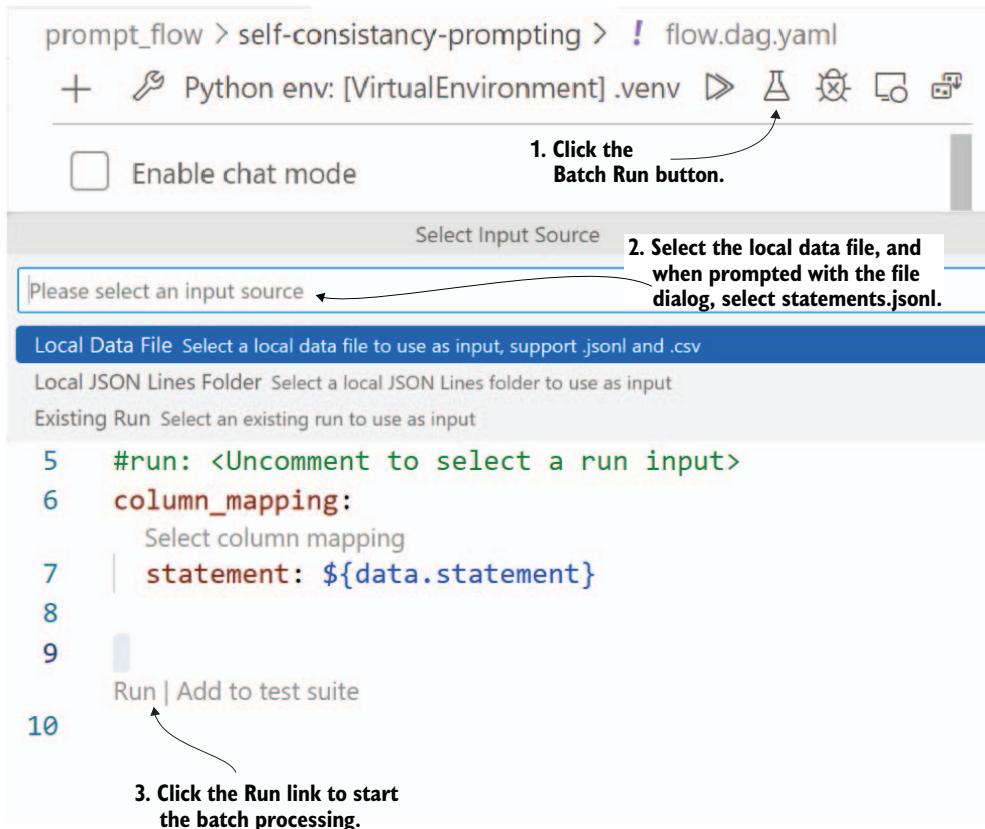 prompt_flow > self-consistancy-prompting > ! flow.dag.yaml
Python env: [VirtualEnvironment] .venv
1. Click the
Batch Run button.
Enable chat mode
Select Input Source
2. Select the local data file, and
when prompted with the file
dialog, select statements.jsonl.
Please select an input source
Local Data File Select a local data file to use as input, support .jsonl and .csv
Local JSON Lines Folder Select a local JSON Lines folder to use as input
Existing Run Select an existing run to use as input
5 #run: <Uncomment to select a run input>
6 column_mapping:
Select column mapping
7 statement: ${data.statement}
8
9
Run | Add to test suite
10
3. Click the Run link to start
the batch processing.